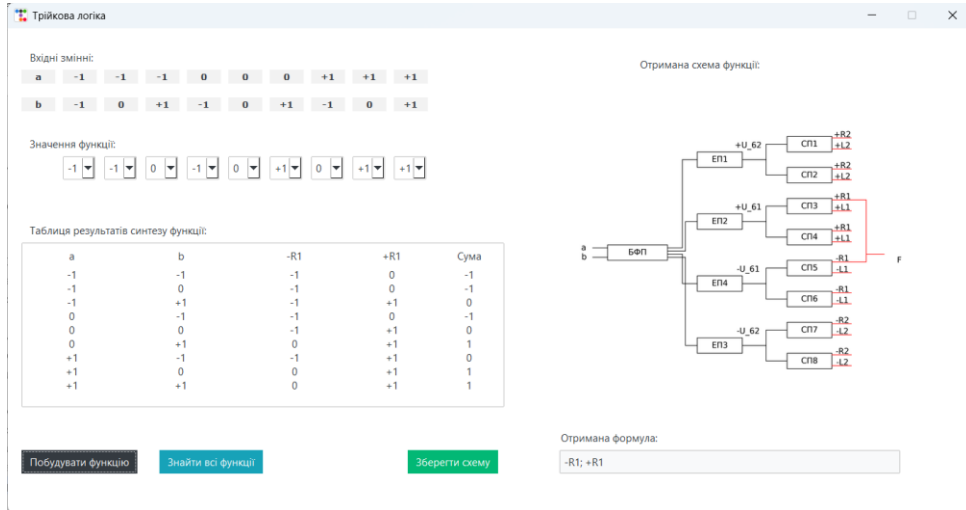 Трійкова логіка
Вхідні змінні:
a -1 -1 -1 0 0 0 +1 +1 +1
b -1 0 +1 -1 0 +1 -1 0 +1
Значення функції:
-1 -1 0 -1 0 +1 0 +1 +1
Таблиця результатів синтезу функції:
a b -R1 +R1 Сума
-1 -1 -1 0 -1
-1 0 -1 0 -1
-1 +1 -1 +1 0
0 -1 -1 0 -1
0 0 -1 +1 0
0 +1 0 +1 1
+1 -1 -1 +1 0
+1 0 0 +1 1
+1 +1 0 +1 1
Побудувати функцію
Знайти всі функції
Зберегти схему
Отримана схема функції:
a
b
БФП
ЕП1
+U_62
СП1
+R2
+L2
СП2
+R2
+L2
ЕП2
+U_61
СП3
+R1
+L1
СП4
+R1
+L1
ЕП4
-U_61
СП5
-R1
-L1
СП6
-R1
-L1
ЕП3
-U_62
СП7
-R2
-L2
СП8
-R2
-L2
F
Отримана формула:
-R1; +R1